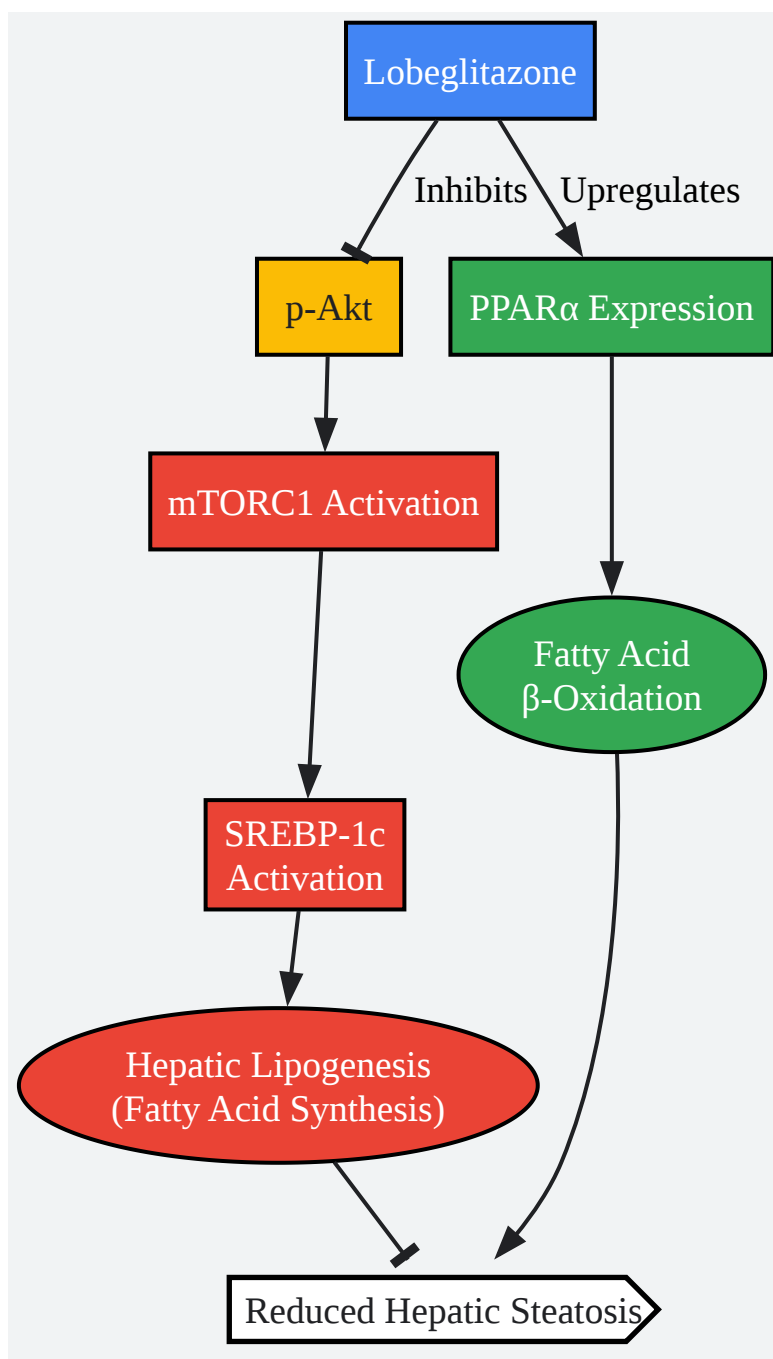 Lobeglitazone
Inhibits
Upregulates
p-Akt
PPARα Expression
mTORC1 Activation
Fatty Acid
β-Oxidation
SREBP-1c
Activation
Hepatic Lipogenesis
(Fatty Acid Synthesis)
Reduced Hepatic Steatosis